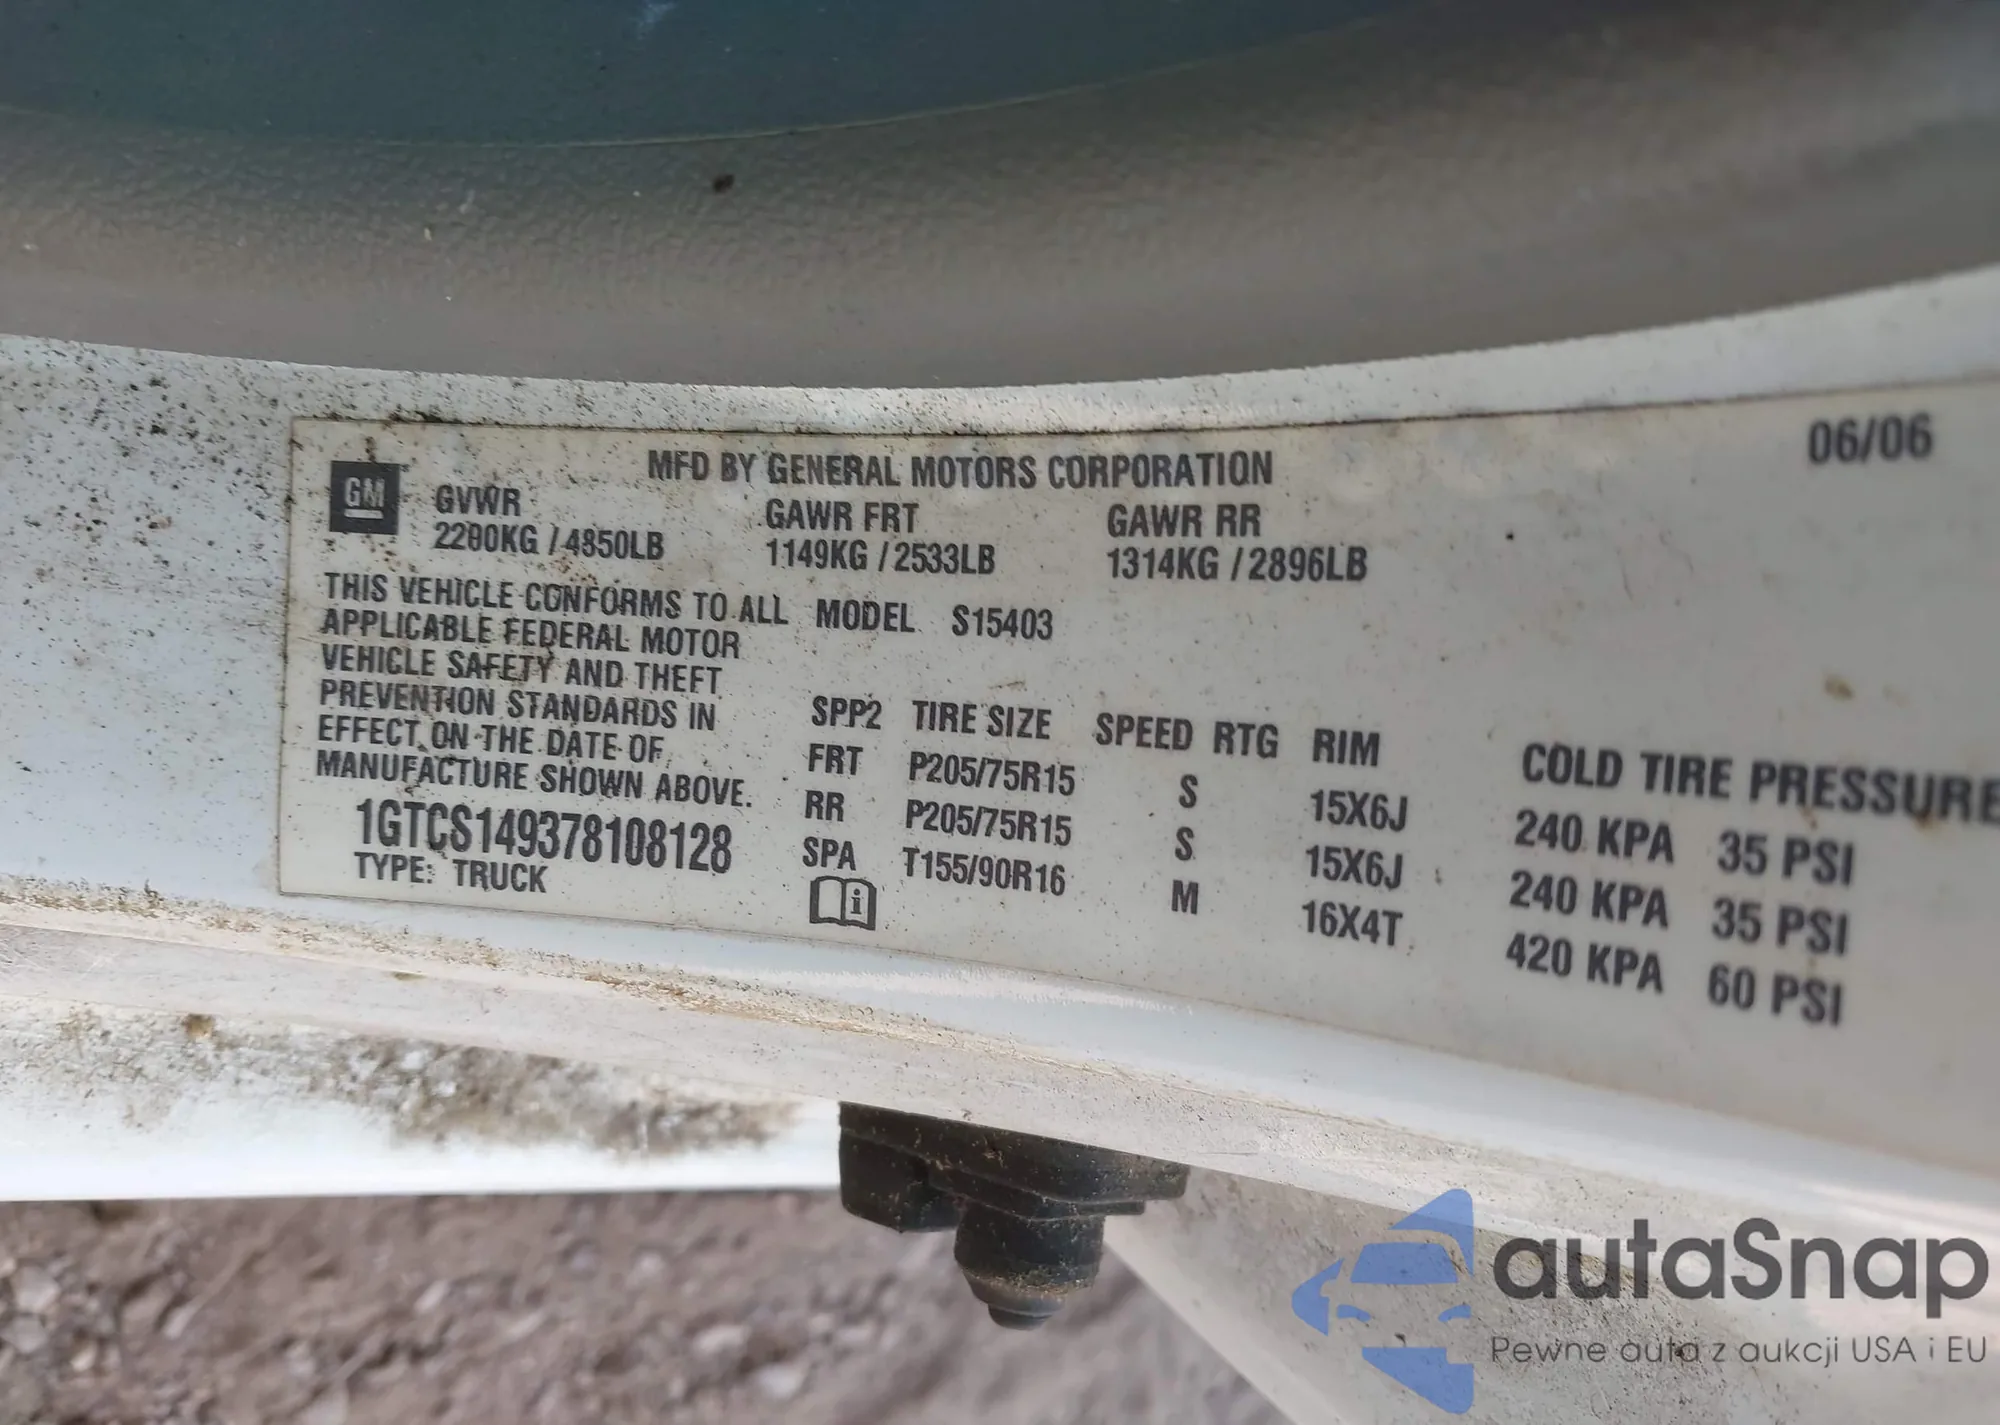 06/06
MFD BY GENERAL MOTORS CORPORATION
GM
GVWR GAWR FRT GAWR RR
2200KG / 4850LB 1149KG / 2533LB 1314KG / 2896LB
THIS VEHICLE CONFORMS TO ALL
APPLICABLE FEDERAL MOTOR
VEHICLE SAFETY AND THEFT
PREVENTION STANDARDS IN
EFFECT ON THE DATE OF
MANUFACTURE SHOWN ABOVE.
1GTCS149378108128
TYPE: TRUCK
MODEL S15403
SPP2 TIRE SIZE SPEED RTG RIM COLD TIRE PRESSURE
FRT P205/75R15 S 15X6J 240 KPA 35 PSI
RR P205/75R15 S 15X6J 240 KPA 35 PSI
SPA T155/90R16 M 16X4T 420 KPA 60 PSI
i
autaSnap
Pewne auta z aukcji USA i EU